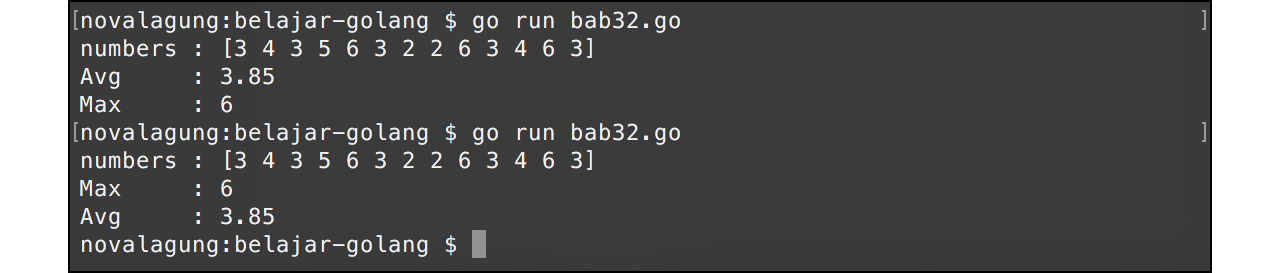 [novalagung:belajar-golang $ go run bab32.go ]
numbers : [3 4 3 5 6 3 2 2 6 3 4 6 3]
Avg     : 3.85
Max     : 6
[novalagung:belajar-golang $ go run bab32.go ]
numbers : [3 4 3 5 6 3 2 2 6 3 4 6 3]
Max     : 6
Avg     : 3.85
novalagung:belajar-golang $